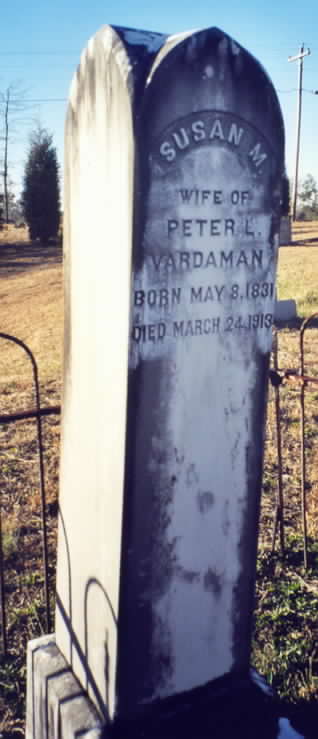 SUSAN M.
WIFE OF
PETER L.
VARDAMAN
BORN MAY 8, 1831
DIED MARCH 24, 1913